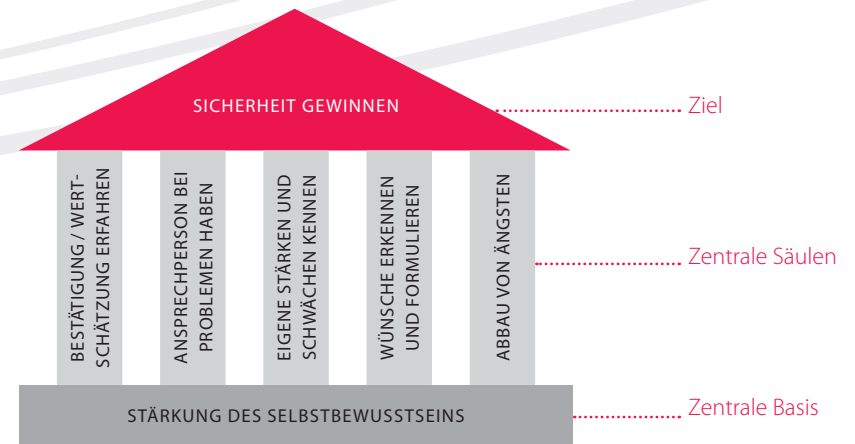 SICHERHEIT GEWINNEN
Ziel
BESTÄTIGUNG / WERT-
SCHÄTZUNG ERFAHREN
ANSPRECHPERSON BEI
PROBLEMEN HABEN
EIGENE STÄRKEN UND
SCHWÄCHEN KENNEN
WÜNSCHE ERKENNEN
UND FORMULIEREN
ABBAU VON ÄNGSTEN
Zentrale Säulen
STÄRKUNG DES SELBSTBEWUSSTSEINS
Zentrale Basis